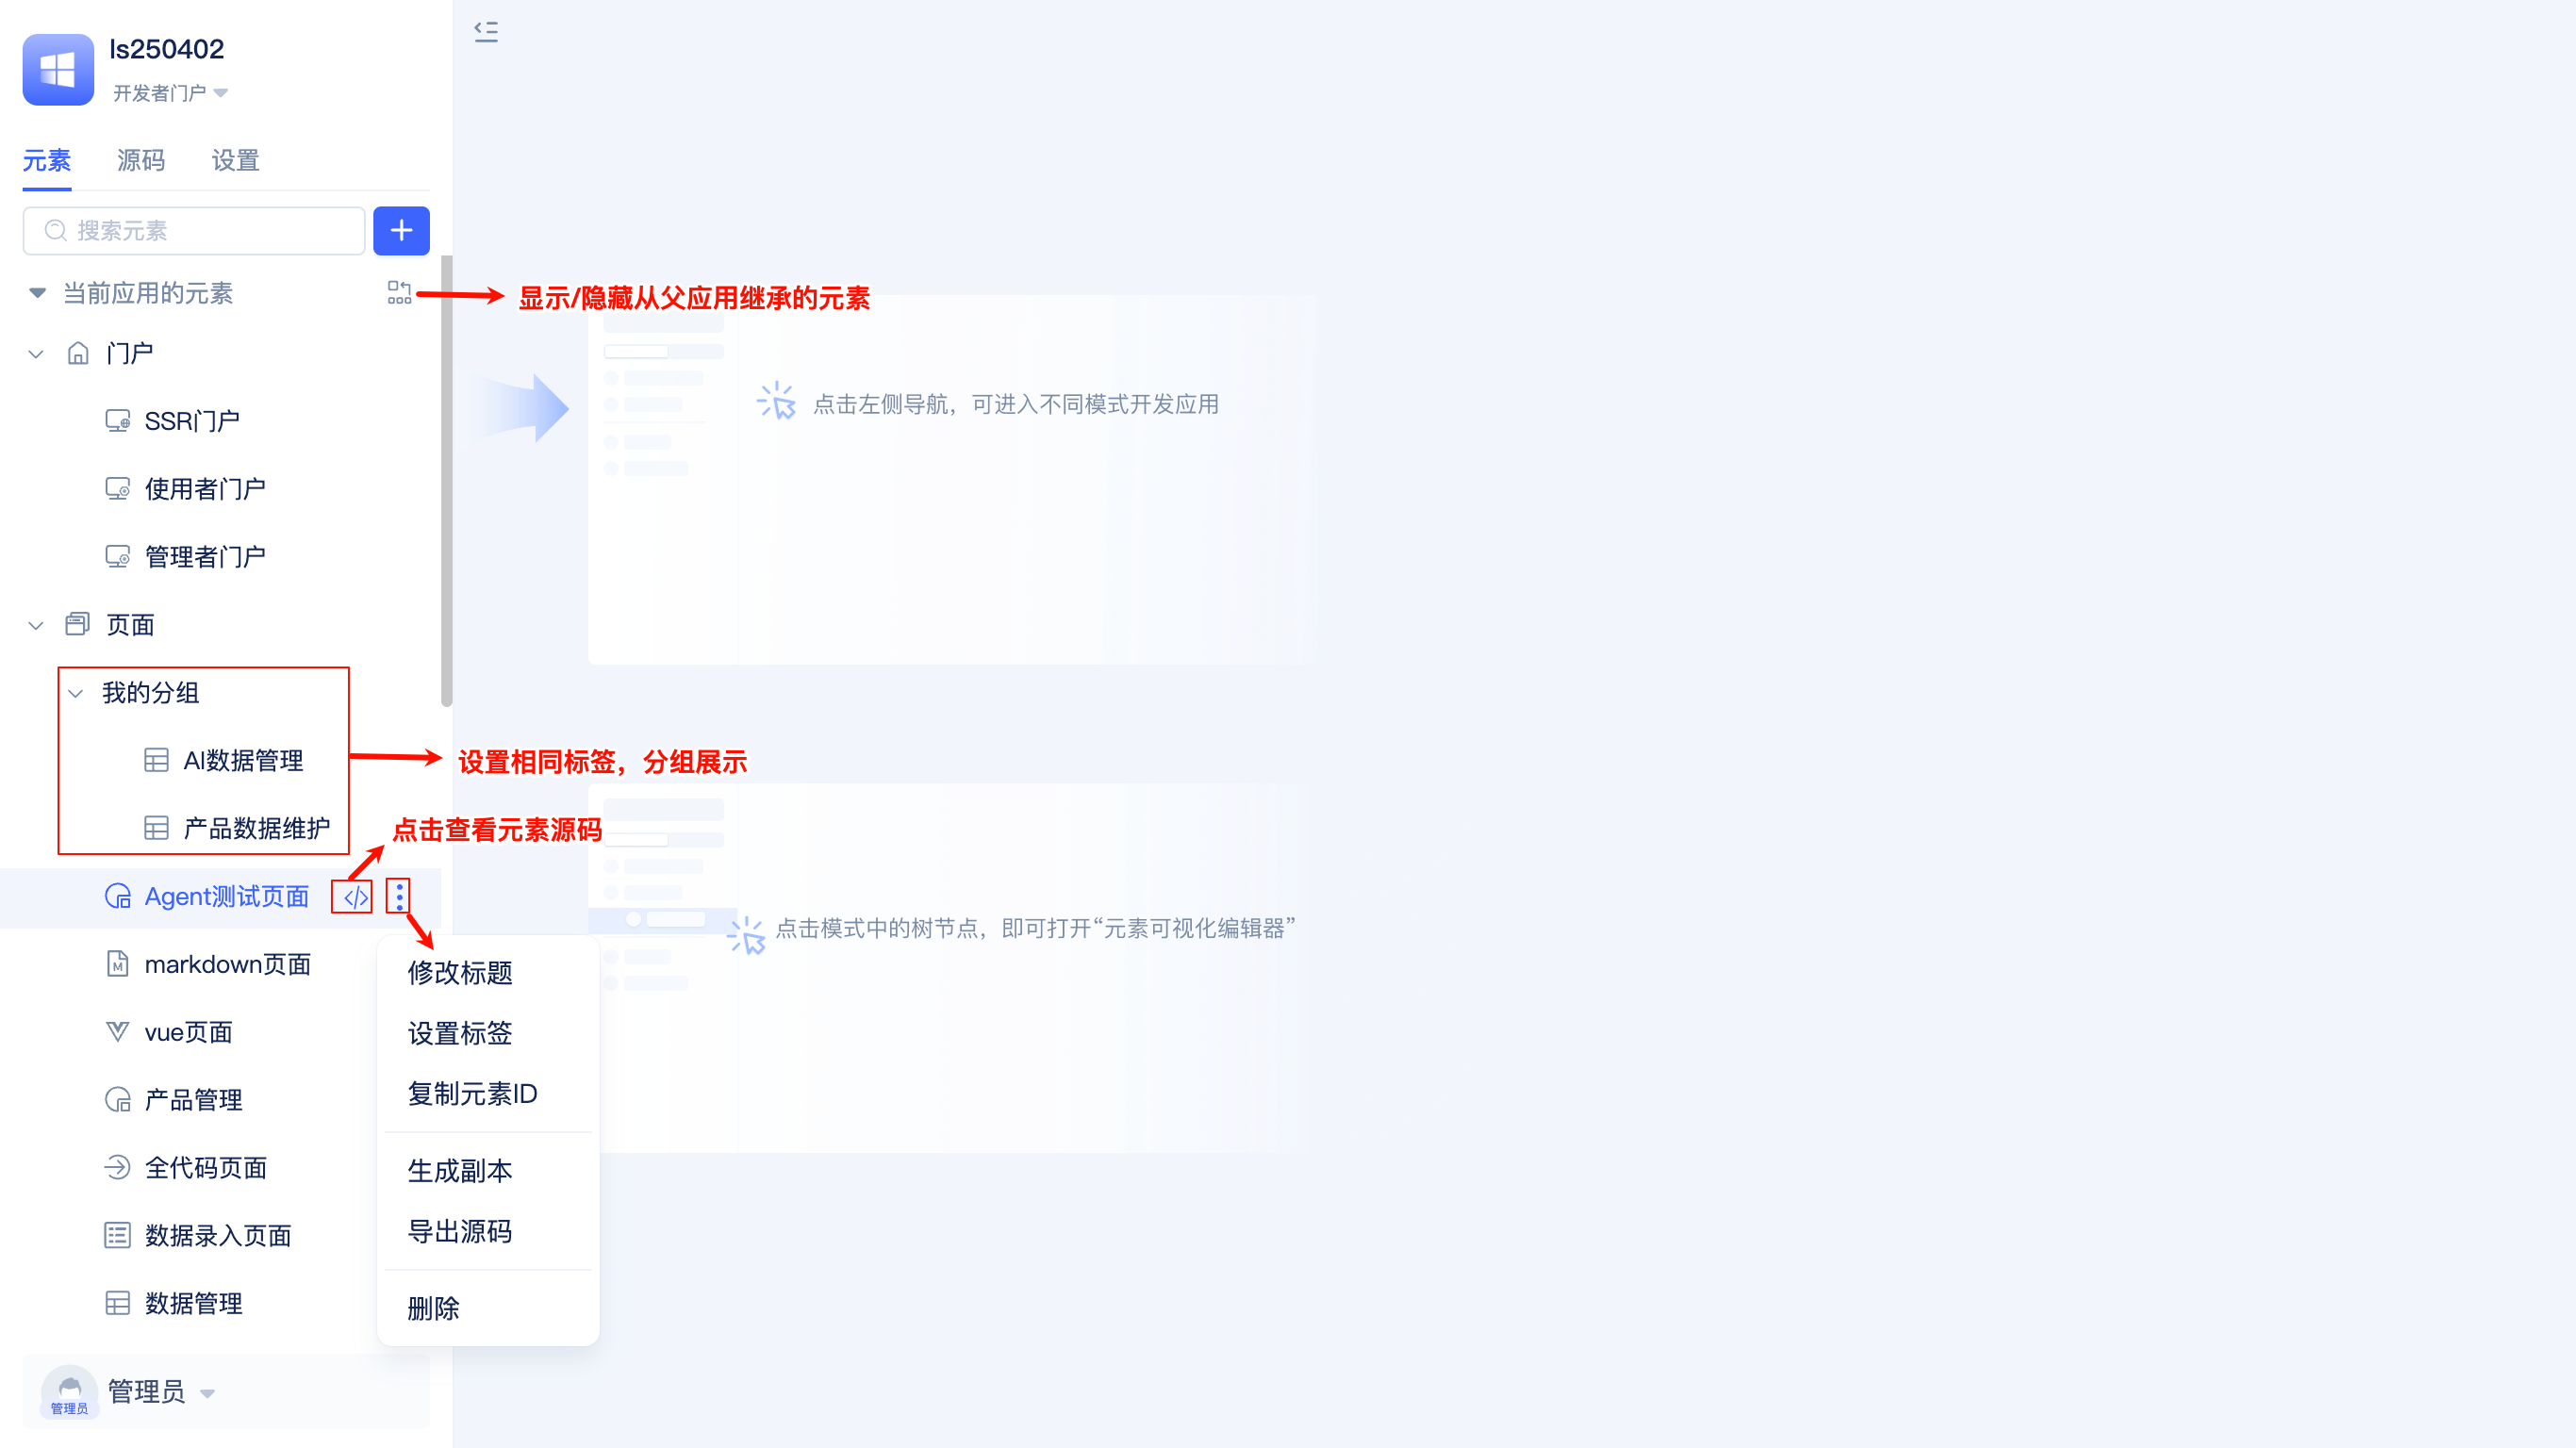 ls250402
开发者门户
元素 源码 设置
搜索元素
当前应用的元素
显示/隐藏从父应用继承的元素
门户
SSR门户
使用者门户
管理者门户
点击左侧导航，可进入不同模式开发应用
页面
我的分组
AI数据管理
产品数据维护
设置相同标签，分组展示
点击查看元素源码
Agent测试页面 </>
点击模式中的树节点，即可打开“元素可视化编辑器”
markdown页面
vue页面
产品管理
全代码页面
数据录入页面
数据管理
修改标题
设置标签
复制元素ID
生成副本
导出源码
删除
管理员
管理员